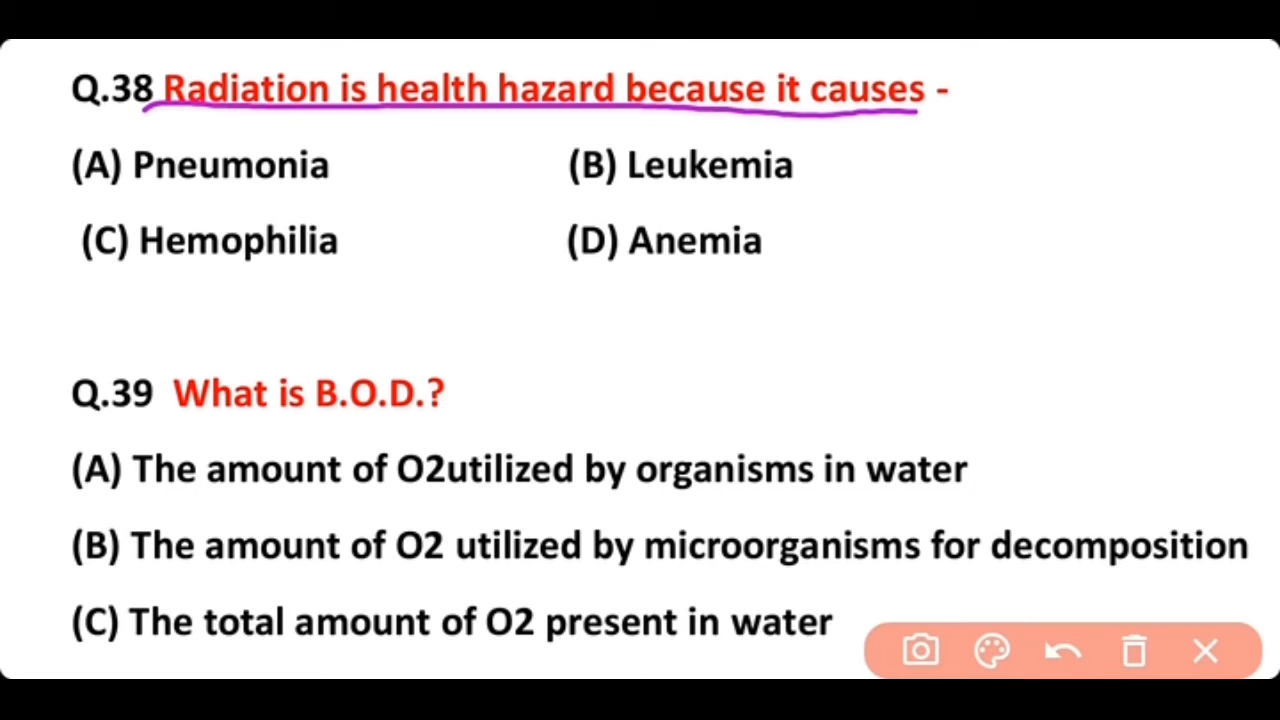 Q.38 Radiation is health hazard because it causes -
(A) Pneumonia (B) Leukemia
(C) Hemophilia (D) Anemia
Q.39 What is B.O.D.?
(A) The amount of O2utilized by organisms in water
(B) The amount of O2 utilized by microorganisms for decomposition
(C) The total amount of O2 present in water